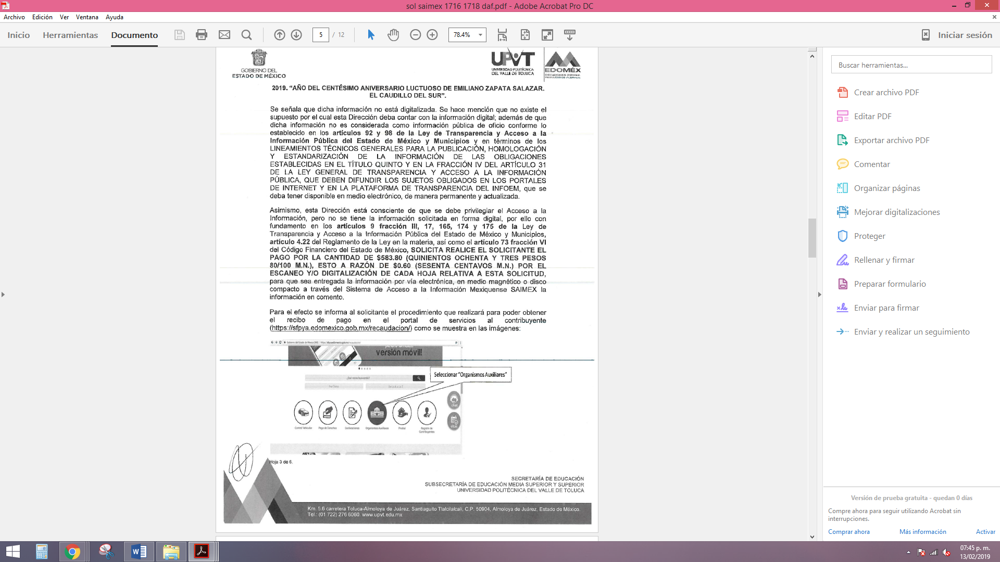 sol saimex 1716 1718 daf.pdf - Adobe Acrobat Pro DC
Archivo Edición Ver Ventana Ayuda
Inicio Herramientas Documento
5 / 12
78.4%
Iniciar sesión
GOBIERNO DEL
ESTADO DE MÉXICO
UPVT
UNIVERSIDAD POLITÉCNICA
DEL VALLE DE TOLUCA
EDOMÉX
DECISIONES FIRMES,
RESULTADOS FUERTES.
2019. “AÑO DEL CENTÉSIMO ANIVERSARIO LUCTUOSO DE EMILIANO ZAPATA SALAZAR.
EL CAUDILLO DEL SUR”.
Se señala que dicha información no está digitalizada. Se hace mención que no existe el
supuesto por el cual esta Dirección deba contar con la información digital; además de que
dicha información no es considerada como información pública de oficio conforme lo
establecido en los artículos 92 y 98 de la Ley de Transparencia y Acceso a la
Información Pública del Estado de México y Municipios y en términos de los
LINEAMIENTOS TÉCNICOS GENERALES PARA LA PUBLICACIÓN, HOMOLOGACIÓN
Y ESTANDARIZACIÓN DE LA INFORMACIÓN DE LAS OBLIGACIONES
ESTABLECIDAS EN EL TÍTULO QUINTO Y EN LA FRACCIÓN IV DEL ARTÍCULO 31
DE LA LEY GENERAL DE TRANSPARENCIA Y ACCESO A LA INFORMACIÓN
PÚBLICA, QUE DEBEN DIFUNDIR LOS SUJETOS OBLIGADOS EN LOS PORTALES
DE INTERNET Y EN LA PLATAFORMA DE TRANSPARENCIA DEL INFOEM, que se
deba tener disponible en medio electrónico, de manera permanente y actualizada.
Asimismo, esta Dirección está consciente de que se debe privilegiar el Acceso a la
Información, pero no se tiene la información solicitada en forma digital, por ello con
fundamento en los artículos 9 fracción III, 17, 165, 174 y 175 de la Ley de
Transparencia y Acceso a la Información Pública del Estado de México y Municipios,
artículo 4.22 del Reglamento de la Ley en la materia, así como el artículo 73 fracción VI
del Código Financiero del Estado de México, SOLICITA REALICE EL SOLICITANTE EL
PAGO POR LA CANTIDAD DE $583.80 (QUINIENTOS OCHENTA Y TRES PESOS
80/100 M.N.), ESTO A RAZÓN DE $0.60 (SESENTA CENTAVOS M.N.) POR EL
ESCANEO Y/O DIGITALIZACIÓN DE CADA HOJA RELATIVA A ESTA SOLICITUD,
para que sea entregada la información por vía electrónica, en medio magnético o disco
compacto a través del Sistema de Acceso a la Información Mexiquense SAIMEX la
información en comento.
Para el efecto se informa al solicitante el procedimiento que realizará para poder obtener
el recibo de pago en el portal de servicios al contribuyente
(https://sfpya.edomexico.gob.mx/recaudacion/) como se muestra en las imágenes:
versión móvil!
¿Qué estas buscando?
Seleccionar “Organismos Auxiliares”
chat
citas
Control Vehicular Pago de Derechos Declaraciones Organismos Auxiliares Predial Registro de
Contribuyentes
Hoja 3 de 6.
SECRETARÍA DE EDUCACIÓN
SUBSECRETARÍA DE EDUCACIÓN MEDIA SUPERIOR Y SUPERIOR
UNIVERSIDAD POLITÉCNICA DEL VALLE DE TOLUCA
Km. 5.6 carretera Toluca-Almoloya de Juárez, Santiaguito Tlalcilalcali, C.P. 50904, Almoloya de Juárez, Estado de México.
Tel.: (01 722) 276 6060. www.upvt.edu.mx
Buscar herramientas...
Crear archivo PDF
Editar PDF
Exportar archivo PDF
Comentar
Organizar páginas
Mejorar digitalizaciones
Proteger
Rellenar y firmar
Preparar formulario
Enviar para firmar
Enviar y realizar un seguimiento
Versión de prueba gratuita - quedan 0 días
Compre ahora para seguir utilizando Acrobat sin
interrupciones.
Comprar ahora Más información Activar
07:45 p. m.
13/02/2019